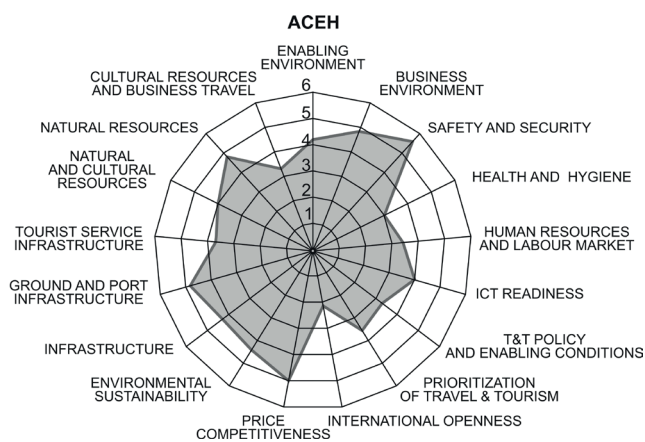 ACEH
ENABLING
ENVIRONMENT
CULTURAL RESOURCES
AND BUSINESS TRAVEL
BUSINESS
ENVIRONMENT
NATURAL RESOURCES
SAFETY AND SECURITY
NATURAL
AND CULTURAL
RESOURCES
HEALTH AND HYGIENE
TOURIST SERVICE
INFRASTRUCTURE
HUMAN RESOURCES
AND LABOUR MARKET
GROUND AND PORT
INFRASTRUCTURE
ICT READINESS
INFRASTRUCTURE
T&T POLICY
AND ENABLING CONDITIONS
ENVIRONMENTAL
SUSTAINABILITY
PRIORITIZATION
OF TRAVEL & TOURISM
PRICE
COMPETITIVENESS
INTERNATIONAL OPENNESS
6
5
4
3
2
1